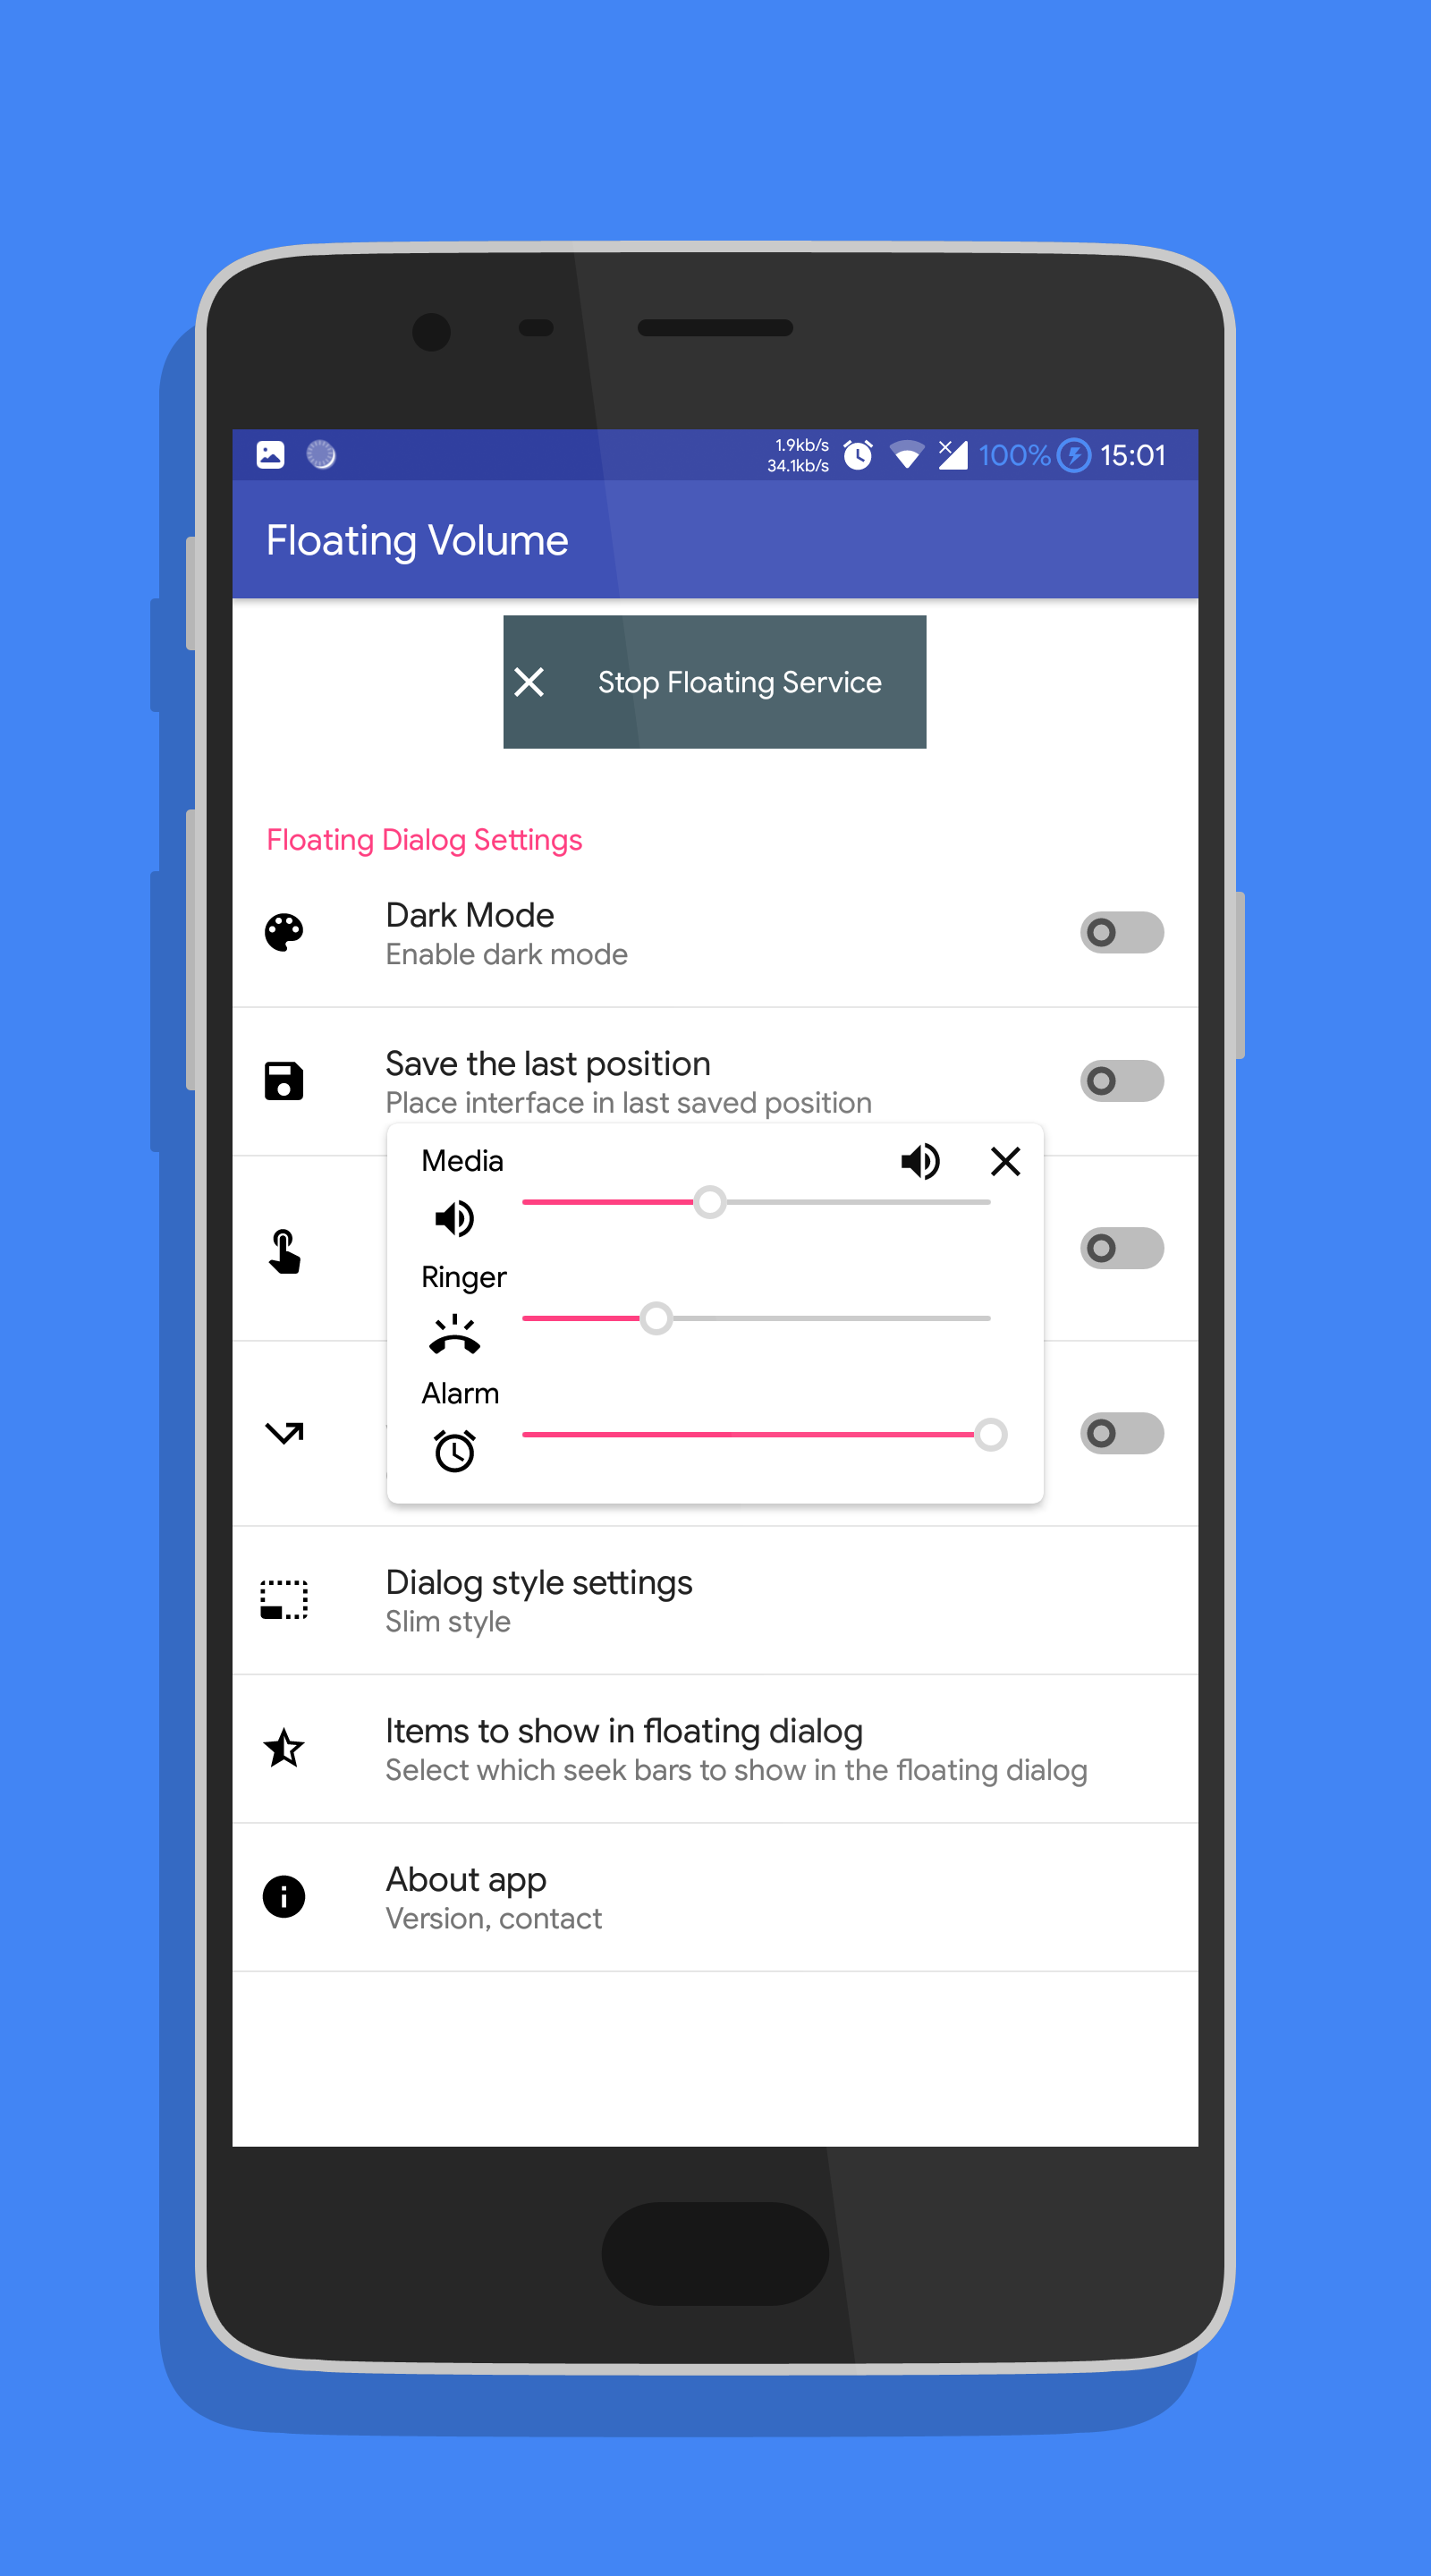 1.9kb/s
34.1kb/s
100% 15:01
Floating Volume
Stop Floating Service
Floating Dialog Settings
Dark Mode
Enable dark mode
Save the last position
Place interface in last saved position
Media
Ringer
Alarm
Dialog style settings
Slim style
Items to show in floating dialog
Select which seek bars to show in the floating dialog
About app
Version, contact